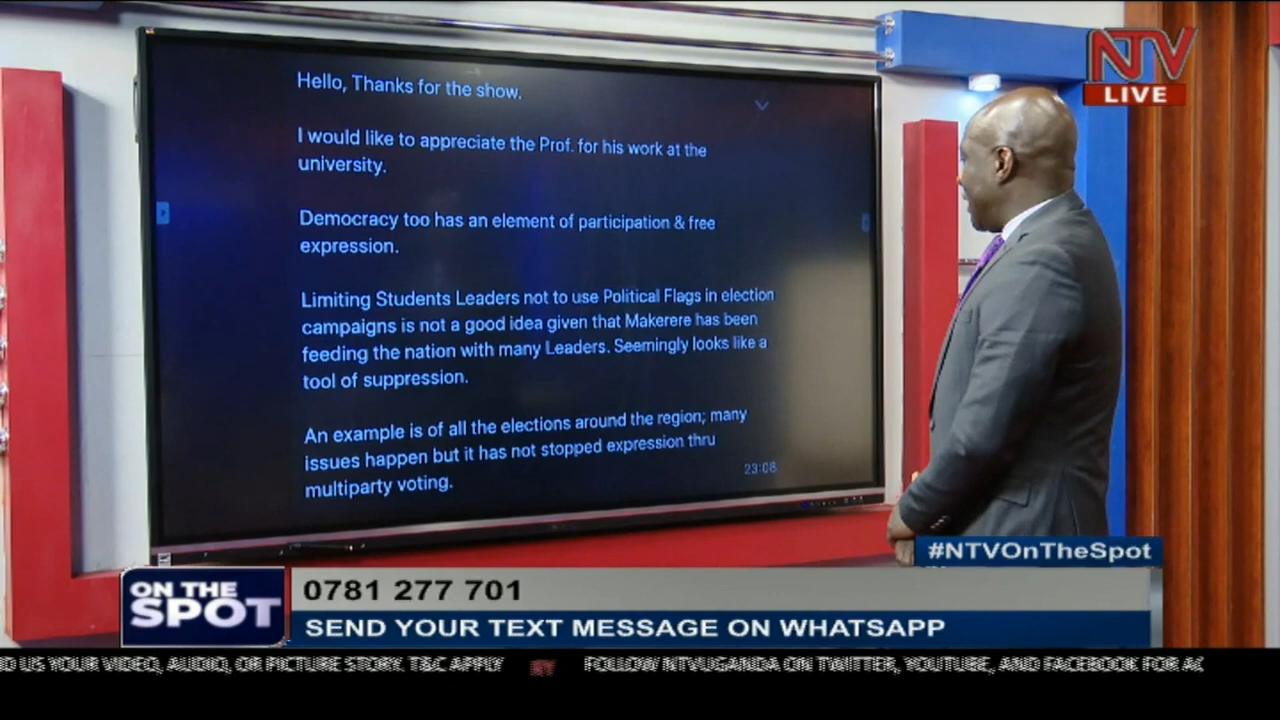 Hello, Thanks for the show.
I would like to appreciate the Prof. for his work at the
university.
Democracy too has an element of participation & free
expression.
Limiting Students Leaders not to use Political Flags in election
campaigns is not a good idea given that Makerere has been
feeding the nation with many Leaders. Seemingly looks like a
tool of suppression.
An example is of all the elections around the region; many
issues happen but it has not stopped expression thru
multiparty voting.
23:08
NTV
LIVE
#NTVOnTheSpot
ON THE
SPOT
0781 277 701
SEND YOUR TEXT MESSAGE ON WHATSAPP
D US YOUR VIDEO, AUDIO, OR PICTURE STORY. T&C APPLY
FOLLOW NTVUGANDA ON TWITTER, YOUTUBE, AND FACEBOOK FOR